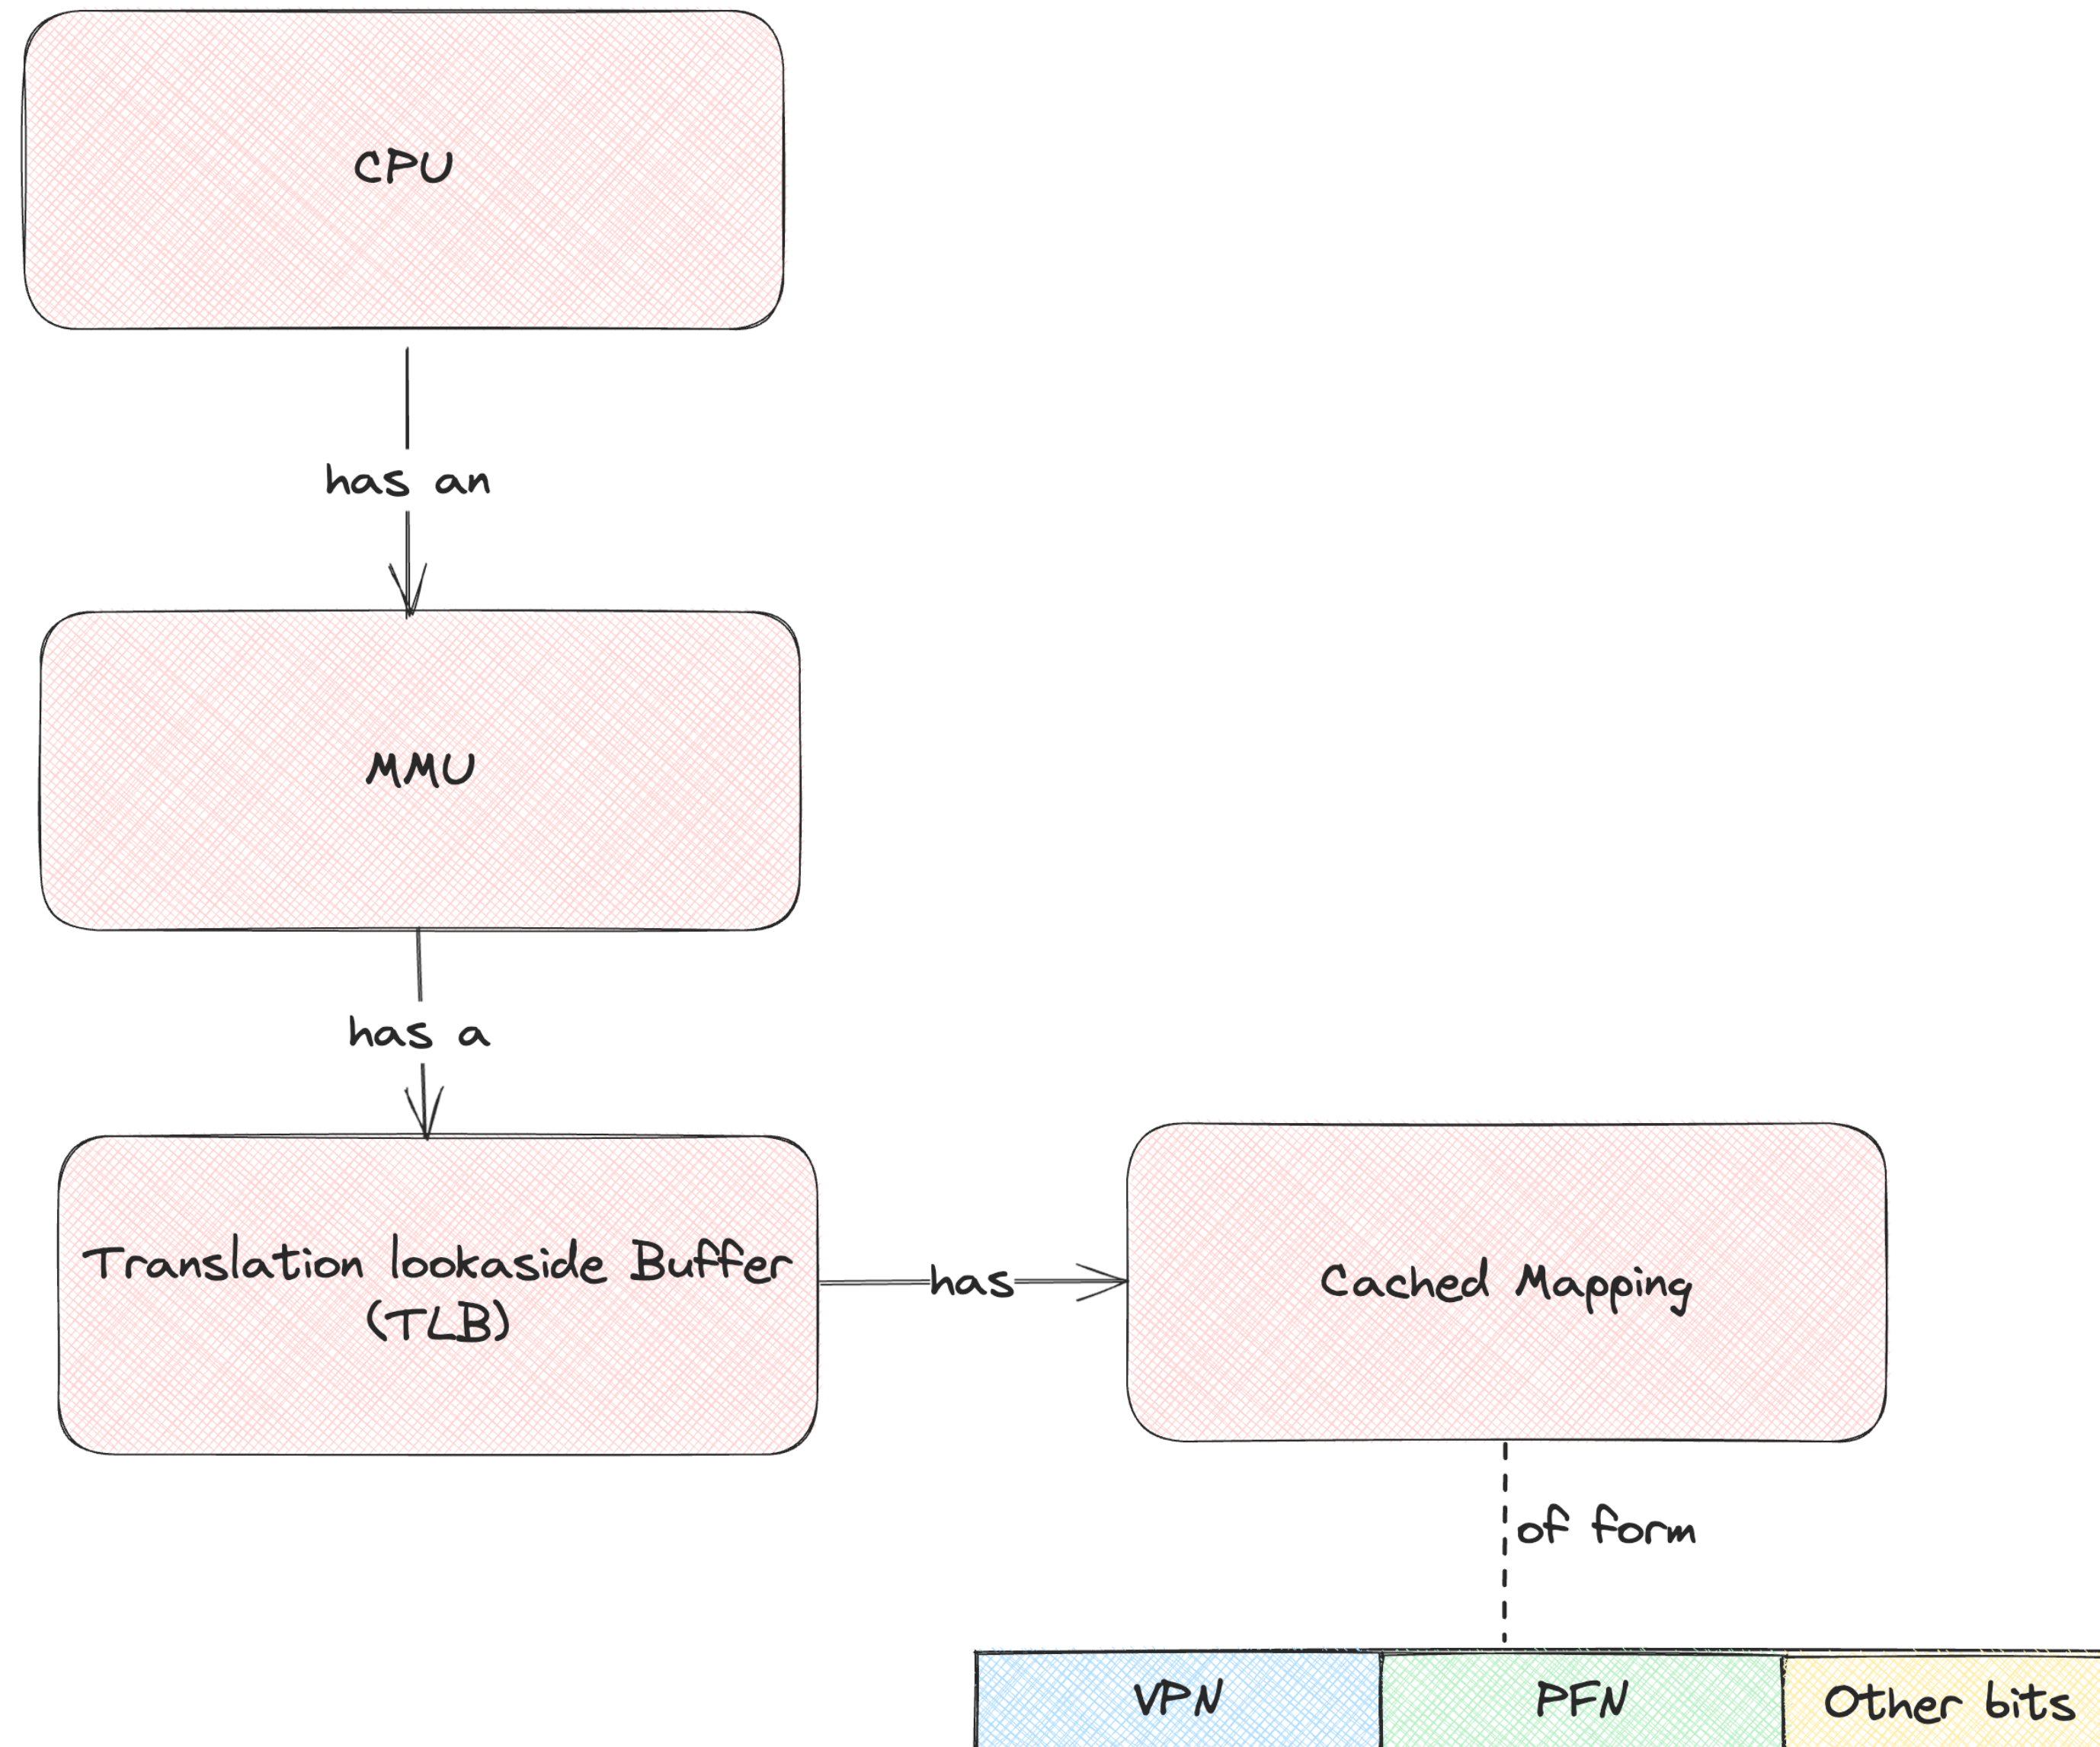 CPU
has an
MMU
has a
Translation lookaside Buffer
(TLB)
has
Cached Mapping
of form
VPN
PFN
Other bits